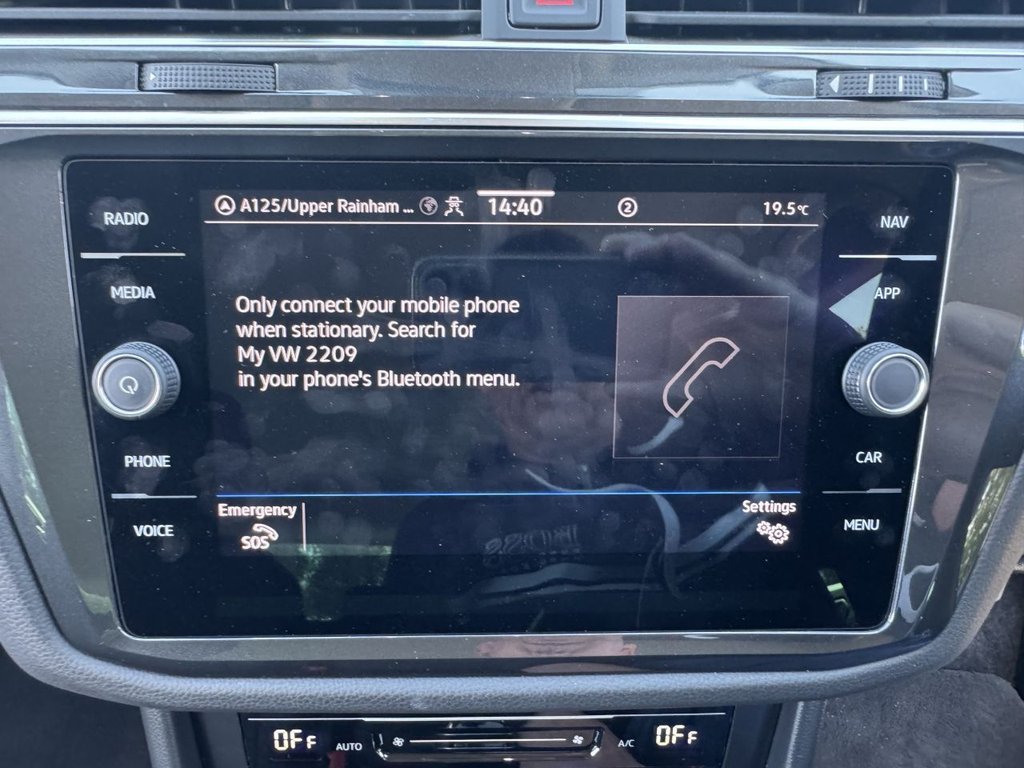 RADIO
MEDIA
PHONE
VOICE
A125/Upper Rainham ... 14:40 2 19.5°C
Only connect your mobile phone
when stationary. Search for
My VW 2209
in your phone's Bluetooth menu.
Emergency
SOS
Settings
NAV
APP
CAR
MENU
OFF AUTO A/C OFF